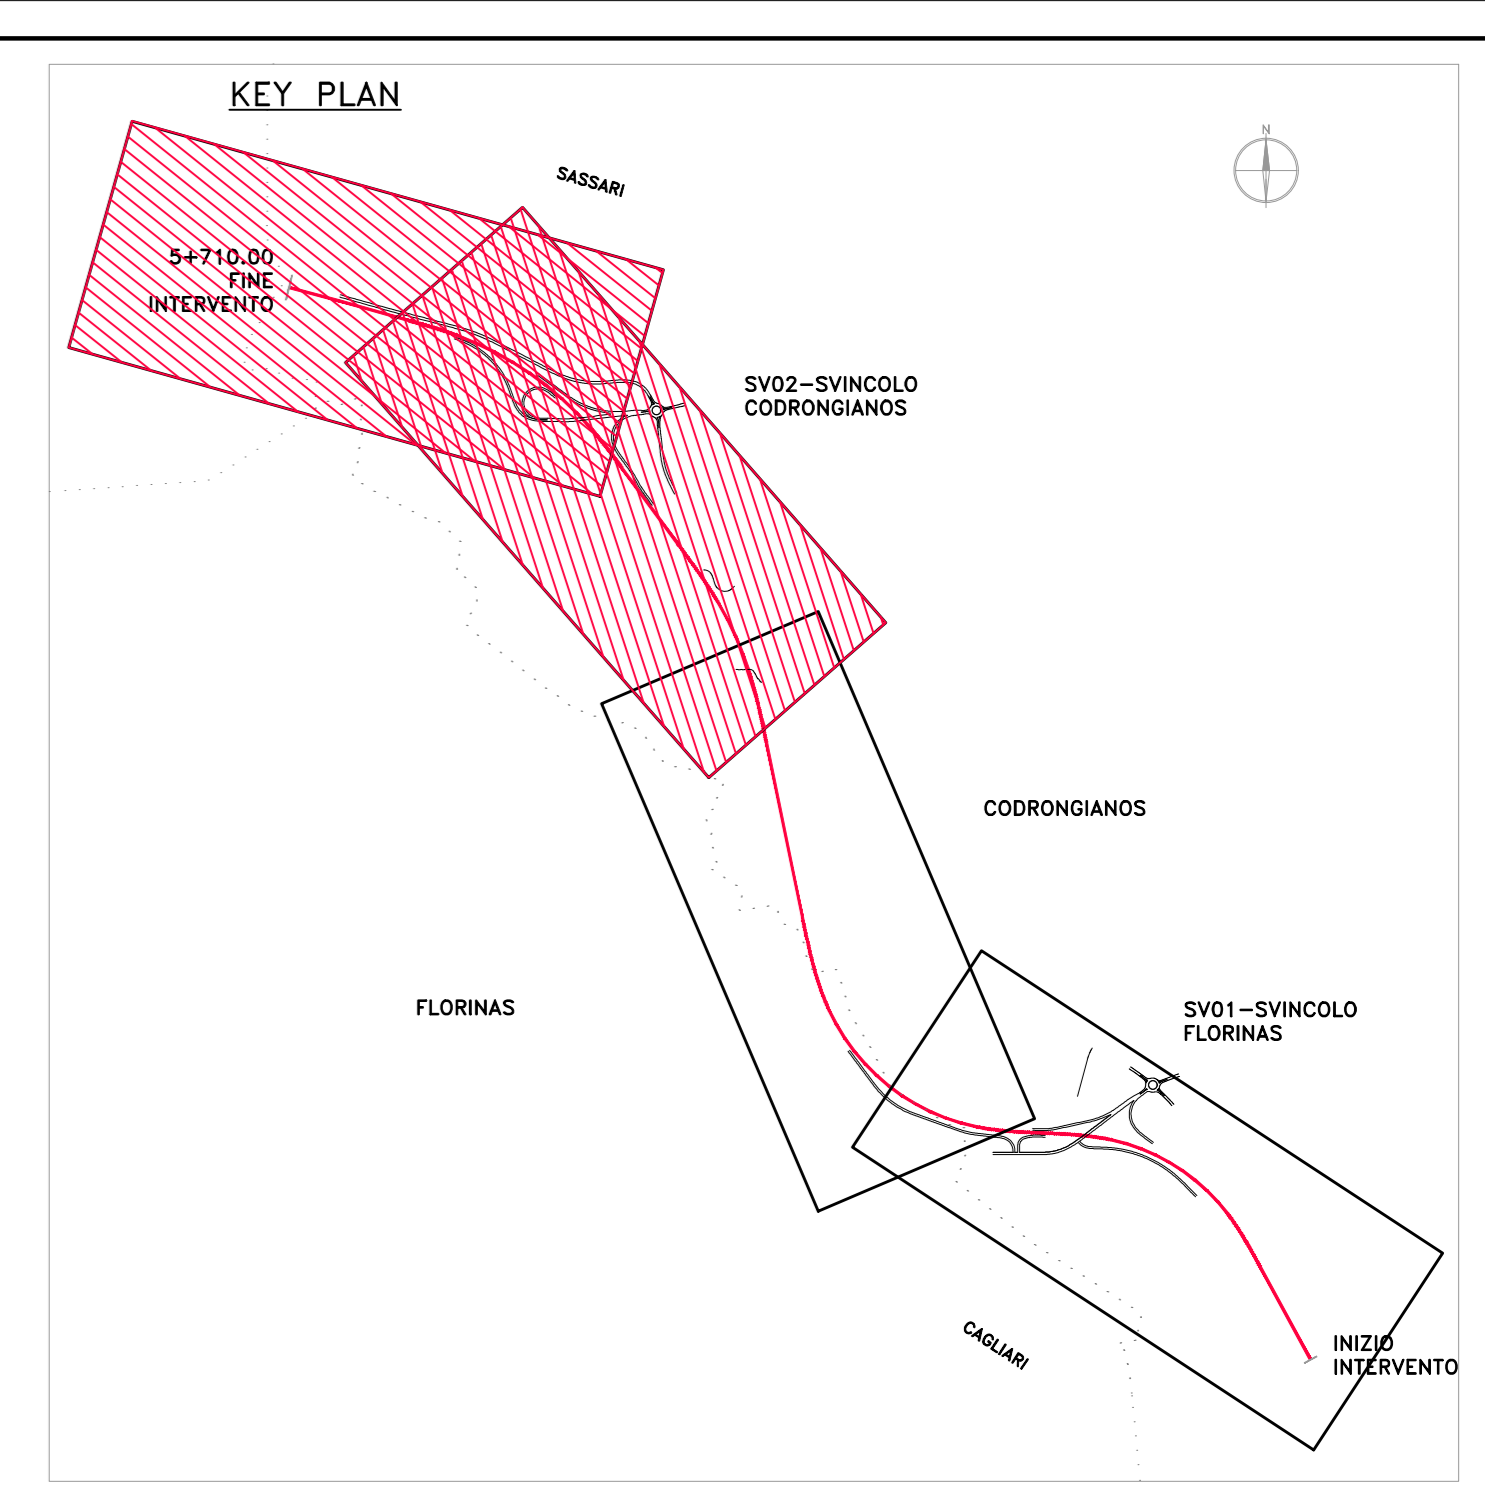 KEY PLAN
N
SASSARI
5+710.00
FINE
INTERVENTO
SV02-SVINCOLO
CODRONGIANOS
CODRONGIANOS
FLORINAS
SV01-SVINCOLO
FLORINAS
CAGLIARI
INIZIO
INTERVENTO